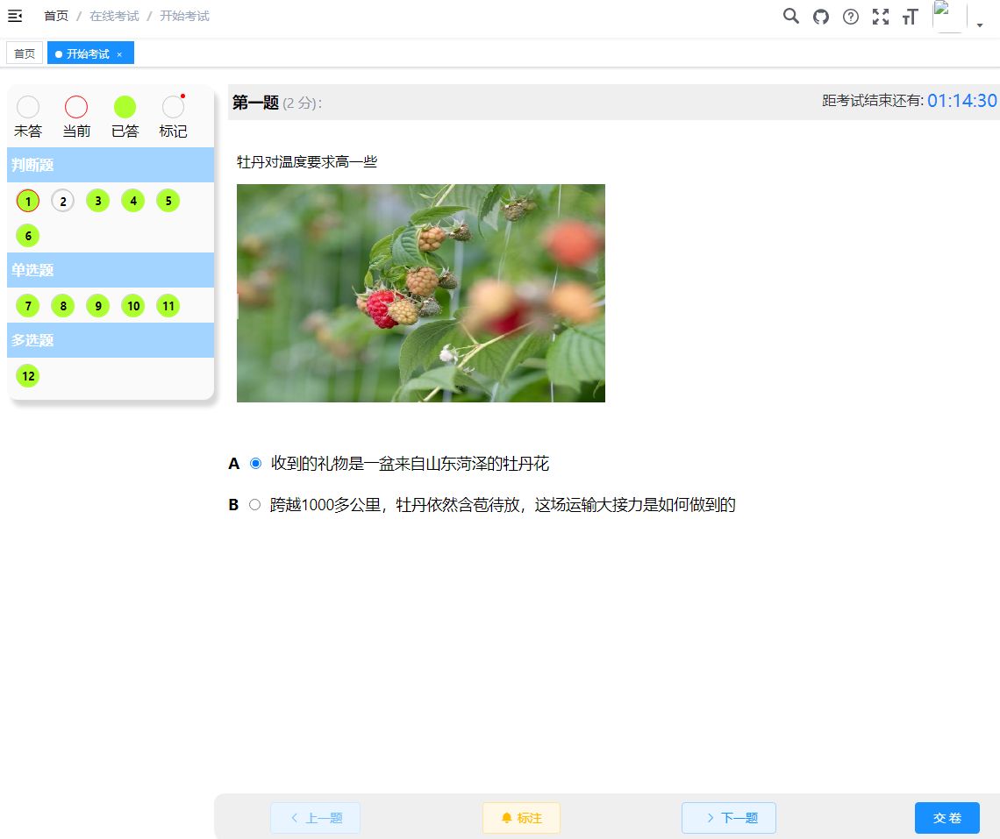 首页 / 在线考试 / 开始考试
首页 开始考试 ×
未答 当前 已答 标记
判断题
1 2 3 4 5
6
单选题
7 8 9 10 11
多选题
12
第一题 (2 分):
距考试结束还有: 01:14:30
牡丹对温度要求高一些
A 收到的礼物是一盆来自山东菏泽的牡丹花
B 跨越1000多公里，牡丹依然含苞待放，这场运输大接力是如何做到的
上一题 标注 下一题 交 卷